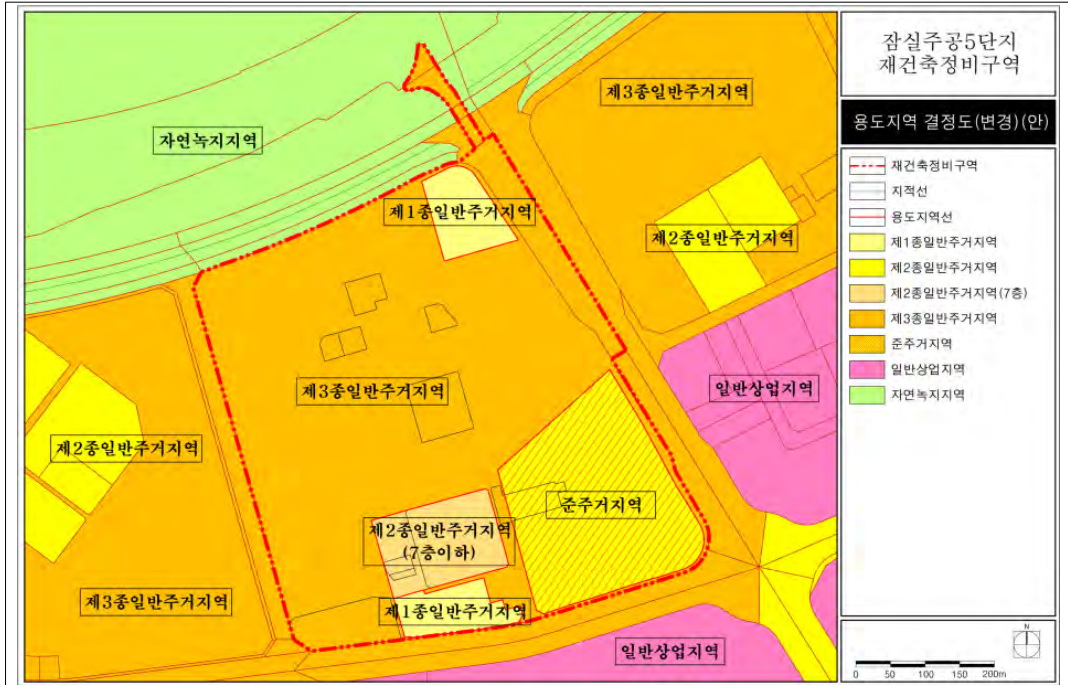 잠실주공5단지
재건축정비구역
용도지역 결정도(변경)(안)
재건축정비구역
지적선
용도지역선
제1종일반주거지역
제2종일반주거지역
제2종일반주거지역(7층)
제3종일반주거지역
준주거지역
일반상업지역
자연녹지지역
N
0 50 100 150 200m
제3종일반주거지역
자연녹지지역
제1종일반주거지역
제2종일반주거지역
제3종일반주거지역
일반상업지역
제2종일반주거지역
준주거지역
제2종일반주거지역
(7층이하)
제3종일반주거지역
제1종일반주거지역
일반상업지역